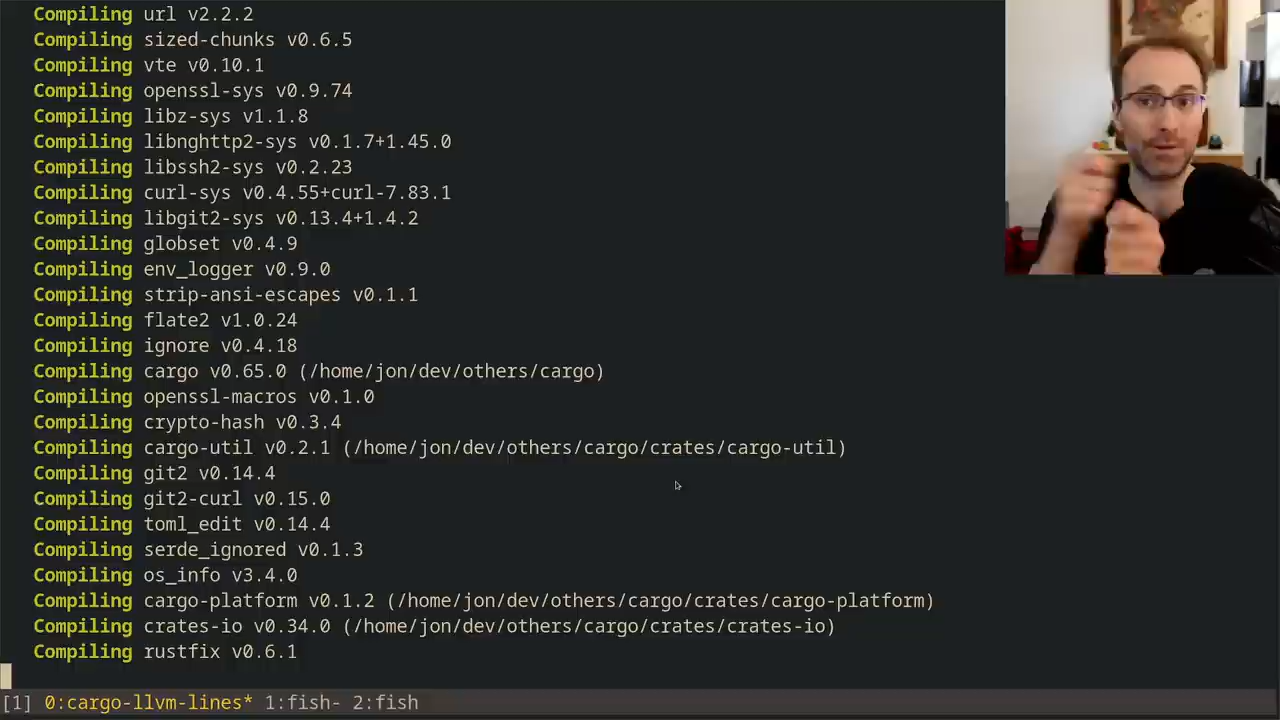 Compiling url v2.2.2
Compiling sized-chunks v0.6.5
Compiling vte v0.10.1
Compiling openssl-sys v0.9.74
Compiling libz-sys v1.1.8
Compiling libnghttp2-sys v0.1.7+1.45.0
Compiling libssh2-sys v0.2.23
Compiling curl-sys v0.4.55+curl-7.83.1
Compiling libgit2-sys v0.13.4+1.4.2
Compiling globset v0.4.9
Compiling env_logger v0.9.0
Compiling strip-ansi-escapes v0.1.1
Compiling flate2 v1.0.24
Compiling ignore v0.4.18
Compiling cargo v0.65.0 (/home/jon/dev/others/cargo)
Compiling openssl-macros v0.1.0
Compiling crypto-hash v0.3.4
Compiling cargo-util v0.2.1 (/home/jon/dev/others/cargo/crates/cargo-util)
Compiling git2 v0.14.4
Compiling git2-curl v0.15.0
Compiling toml_edit v0.14.4
Compiling serde_ignored v0.1.3
Compiling os_info v3.4.0
Compiling cargo-platform v0.1.2 (/home/jon/dev/others/cargo/crates/cargo-platform)
Compiling crates-io v0.34.0 (/home/jon/dev/others/cargo/crates/crates-io)
Compiling rustfix v0.6.1
[1] 0:cargo-llvm-lines* 1:fish- 2:fish